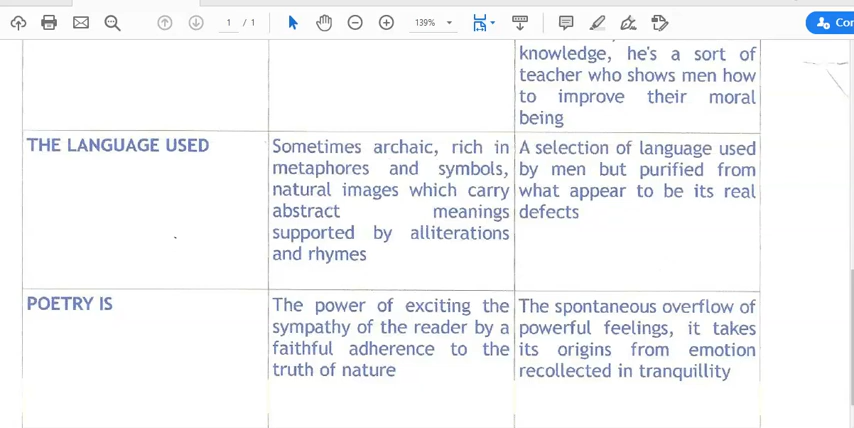 1 / 1
139%
Cor
knowledge, he's a sort of
teacher who shows men how
to improve their moral
being
THE LANGUAGE USED
Sometimes archaic, rich in
metaphores and symbols,
natural images which carry
abstract meanings
supported by alliterations
and rhymes
A selection of language used
by men but purified from
what appear to be its real
defects
POETRY IS
The power of exciting the
sympathy of the reader by a
faithful adherence to the
truth of nature
The spontaneous overflow of
powerful feelings, it takes
its origins from emotion
recollected in tranquillity